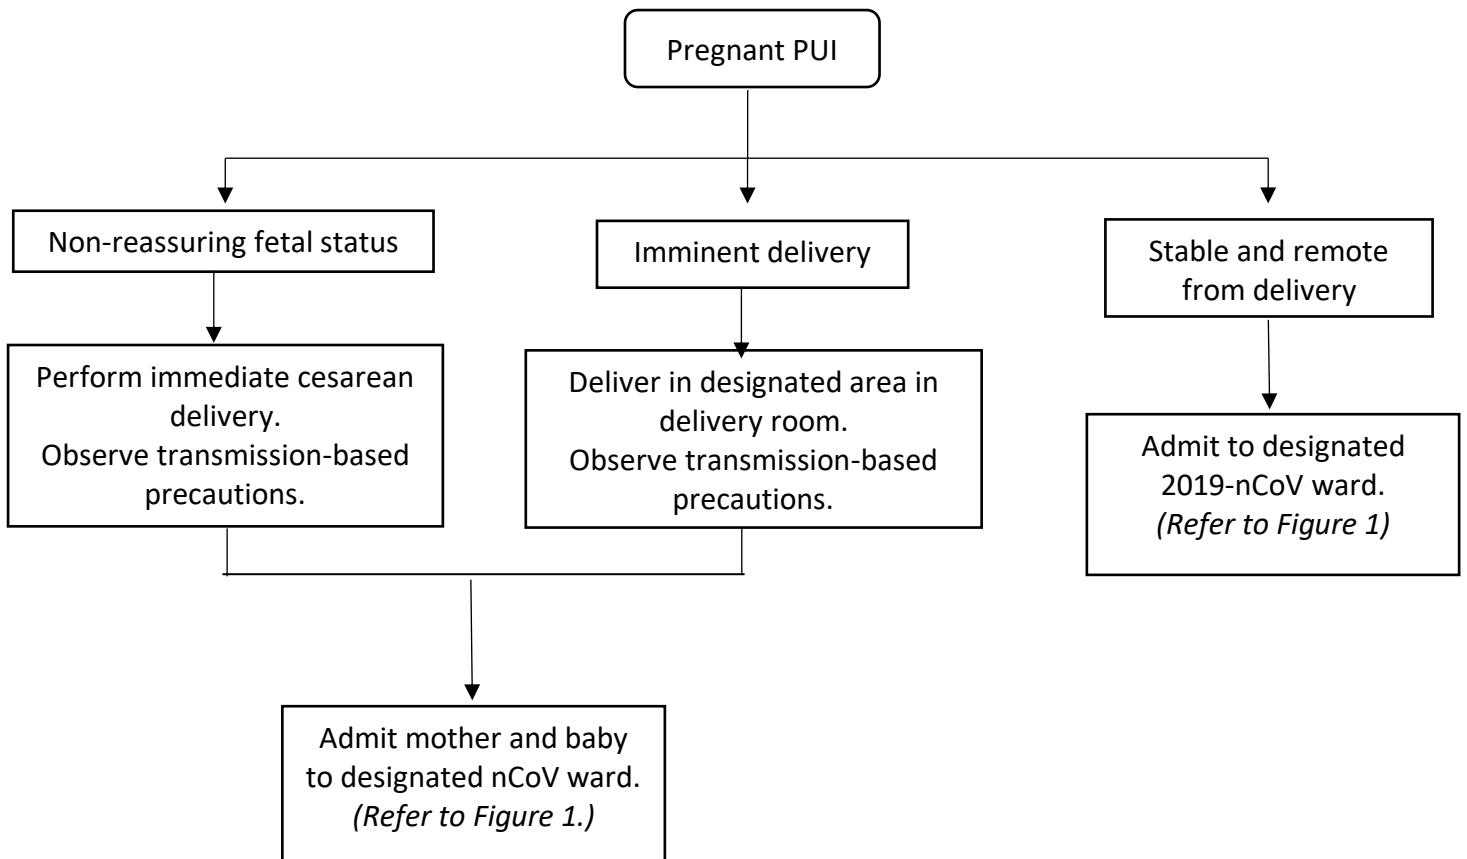 Pregnant PUI
Non-reassuring fetal status
Imminent delivery
Stable and remote
from delivery
Perform immediate cesarean
delivery.
Observe transmission-based
precautions.
Deliver in designated area in
delivery room.
Observe transmission-based
precautions.
Admit to designated
2019-nCoV ward.
(Refer to Figure 1)
Admit mother and baby
to designated nCoV ward.
(Refer to Figure 1.)